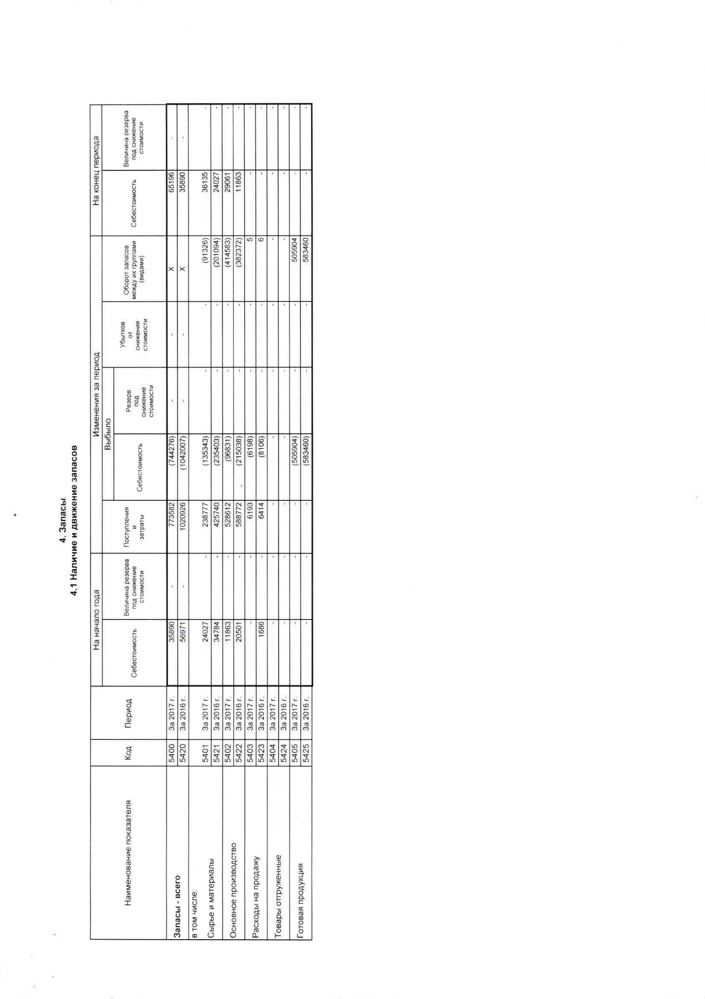 4. Запасы
4.1 Наличие и движение запасов
Наименование показателя Код Период На начало года Изменения за период На конец периода
Себестоимость Величина резерва под снижение стоимости Поступления и затраты Выбыло Убытков от снижения стоимости Оборот запасов между их группами (видами) Себестоимость Величина резерва под снижение стоимости
Себестоимость Резерв под снижение стоимости
Запасы - всего 5400 За 2017 г. 35890 - 773582 (744276) - - X 65196 -
5420 За 2016 г. 56971 - 1020926 (1042007) - - X 35890 -
в том числе:
Сырье и материалы 5401 За 2017 г. 24027 - 238777 (135343) - - (91326) 36135 -
5421 За 2016 г. 34784 - 425740 (235403) - - (201094) 24027 -
Основное производство 5402 За 2017 г. 11863 - 528612 (96831) - - (414583) 29061 -
5422 За 2016 г. 20501 - 588772 (215038) - - (382372) 11863 -
Расходы на продажу 5403 За 2017 г. - - 6193 (6198) - - 5 - -
5423 За 2016 г. 1686 - 6414 (8106) - - 6 - -
Товары отгруженные 5404 За 2017 г. - - - - - - - - -
5424 За 2016 г. - - - - - - - - -
Готовая продукция 5405 За 2017 г. - - - (505904) - - 505904 - -
5425 За 2016 г. - - - (583460) - - 583460 - -